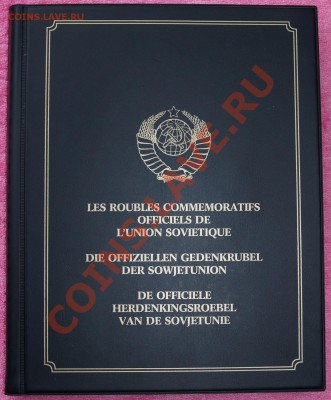 COINS.LAVE.RU
LES ROUBLES COMMEMORATIFS
OFFICIELS DE
L'UNION SOVIETIQUE
DIE OFFIZIELLEN GEDENKRUBEL
DER SOWJETUNION
DE OFFICIELE
HERDENKINGSROEBEL
VAN DE SOVJETUNIE
COINS.LAVE.RU